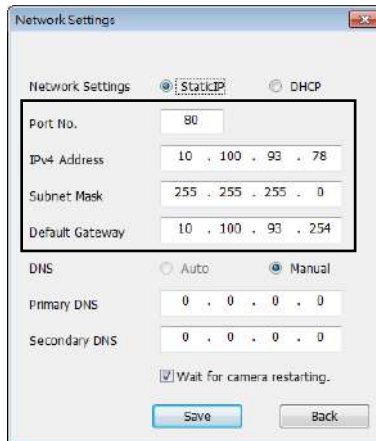 Network Settings
Network Settings StaticIP DHCP
Port No. 80
IPv4 Address 10 . 100 . 93 . 78
Subnet Mask 255 . 255 . 255 . 0
Default Gateway 10 . 100 . 93 . 254
DNS Auto Manual
Primary DNS 0 . 0 . 0 . 0
Secondary DNS 0 . 0 . 0 . 0
Wait for camera restarting.
Save Back